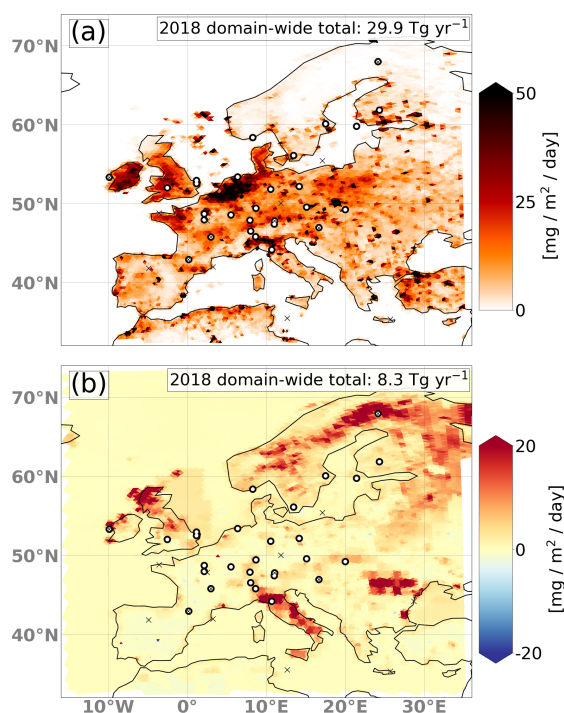 (a)
2018 domain-wide total: 29.9 Tg yr−1
70°N
60°N
50°N
40°N
50
25
0
[mg / m2 / day]
(b)
2018 domain-wide total: 8.3 Tg yr−1
70°N
60°N
50°N
40°N
10°W
0°
10°E
20°E
30°E
20
0
-20
[mg / m2 / day]